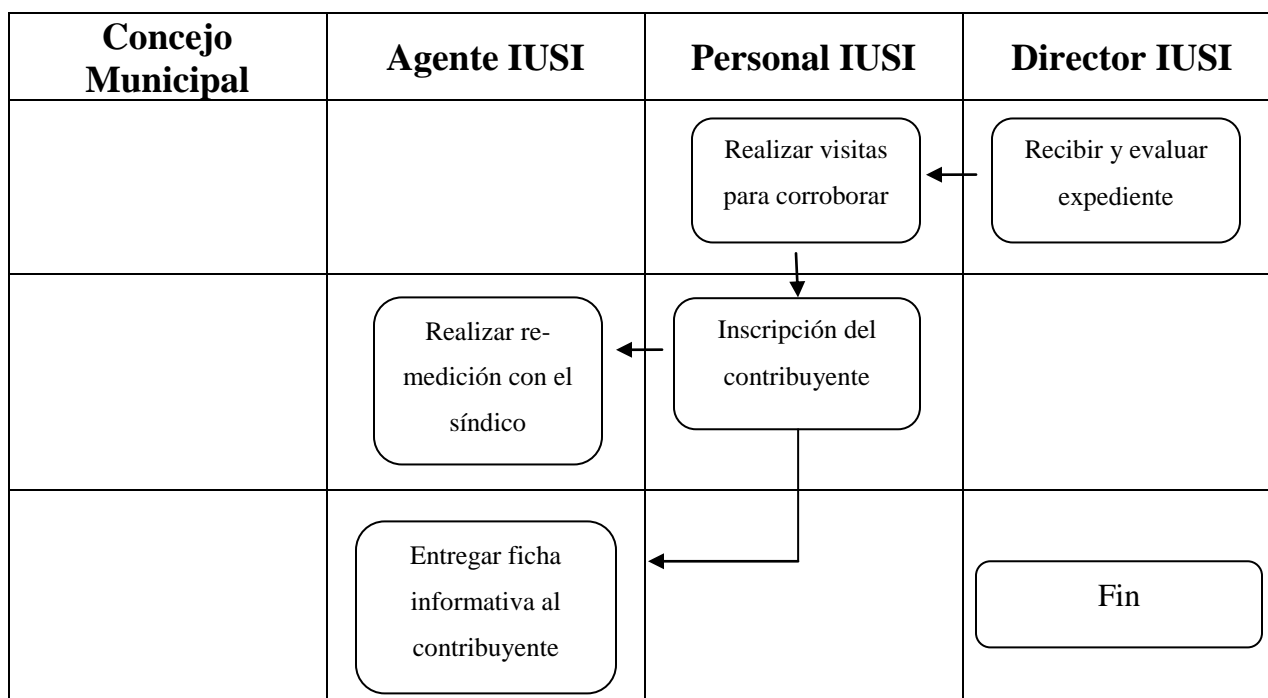 Concejo
Municipal
Agente IUSI
Personal IUSI
Director IUSI
Realizar visitas
para corroborar
Recibir y evaluar
expediente
Realizar re-
medición con el
síndico
Inscripción del
contribuyente
Entregar ficha
informativa al
contribuyente
Fin